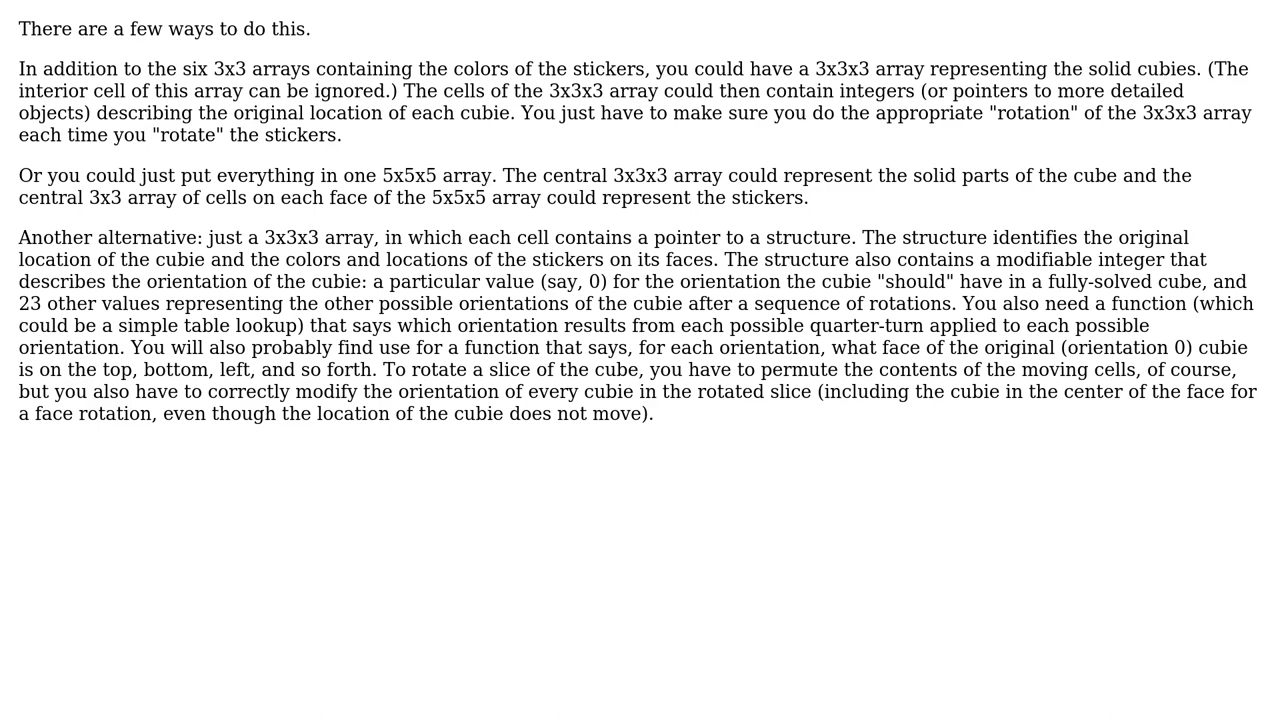 There are a few ways to do this.
In addition to the six 3x3 arrays containing the colors of the stickers, you could have a 3x3x3 array representing the solid cubies. (The
interior cell of this array can be ignored.) The cells of the 3x3x3 array could then contain integers (or pointers to more detailed
objects) describing the original location of each cubie. You just have to make sure you do the appropriate "rotation" of the 3x3x3 array
each time you "rotate" the stickers.
Or you could just put everything in one 5x5x5 array. The central 3x3x3 array could represent the solid parts of the cube and the
central 3x3 array of cells on each face of the 5x5x5 array could represent the stickers.
Another alternative: just a 3x3x3 array, in which each cell contains a pointer to a structure. The structure identifies the original
location of the cubie and the colors and locations of the stickers on its faces. The structure also contains a modifiable integer that
describes the orientation of the cubie: a particular value (say, 0) for the orientation the cubie "should" have in a fully-solved cube, and
23 other values representing the other possible orientations of the cubie after a sequence of rotations. You also need a function (which
could be a simple table lookup) that says which orientation results from each possible quarter-turn applied to each possible
orientation. You will also probably find use for a function that says, for each orientation, what face of the original (orientation 0) cubie
is on the top, bottom, left, and so forth. To rotate a slice of the cube, you have to permute the contents of the moving cells, of course,
but you also have to correctly modify the orientation of every cubie in the rotated slice (including the cubie in the center of the face for
a face rotation, even though the location of the cubie does not move).